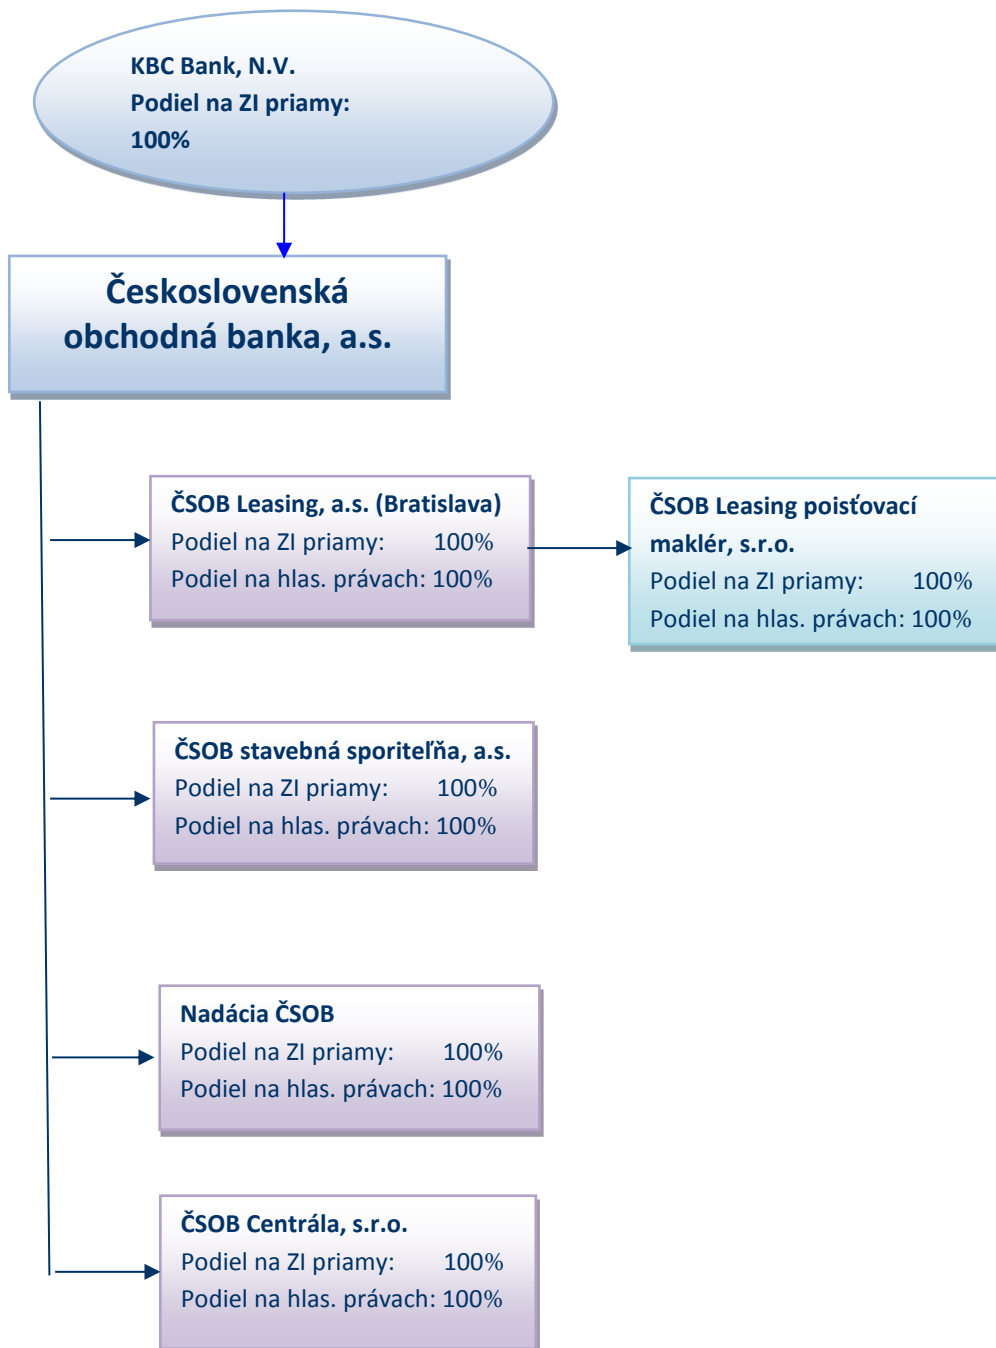 KBC Bank, N.V.
Podiel na ZI priamy:
100%
Československá
obchodná banka, a.s.
ČSOB Leasing, a.s. (Bratislava)
Podiel na ZI priamy: 100%
Podiel na hlas. právach: 100%
ČSOB Leasing poisťovací
maklér, s.r.o.
Podiel na ZI priamy: 100%
Podiel na hlas. právach: 100%
ČSOB stavebná sporiteľňa, a.s.
Podiel na ZI priamy: 100%
Podiel na hlas. právach: 100%
Nadácia ČSOB
Podiel na ZI priamy: 100%
Podiel na hlas. právach: 100%
ČSOB Centrála, s.r.o.
Podiel na ZI priamy: 100%
Podiel na hlas. právach: 100%